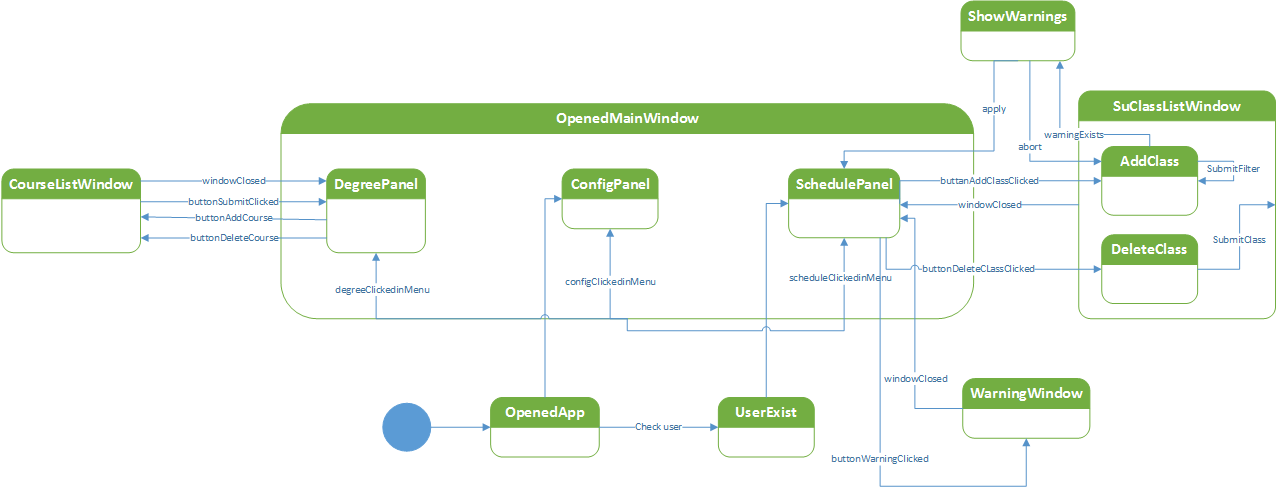 ShowWarnings
apply
SuClassListWindow
OpenedMainWindow
warningExists
abort
AddClass
SubmitFilter
CourseListWindow
windowClosed
DegreePanel
ConfigPanel
SchedulePanel
buttanAddClassClicked
buttonSubmitClicked
windowClosed
buttonAddCourse
buttonDeleteCourse
SubmitClass
DeleteClass
buttonDeleteCLassClicked
degreeClickedinMenu
configClickedinMenu
scheduleClickedinMenu
windowClosed
WarningWindow
OpenedApp
UserExist
Check user
buttonWarningClicked